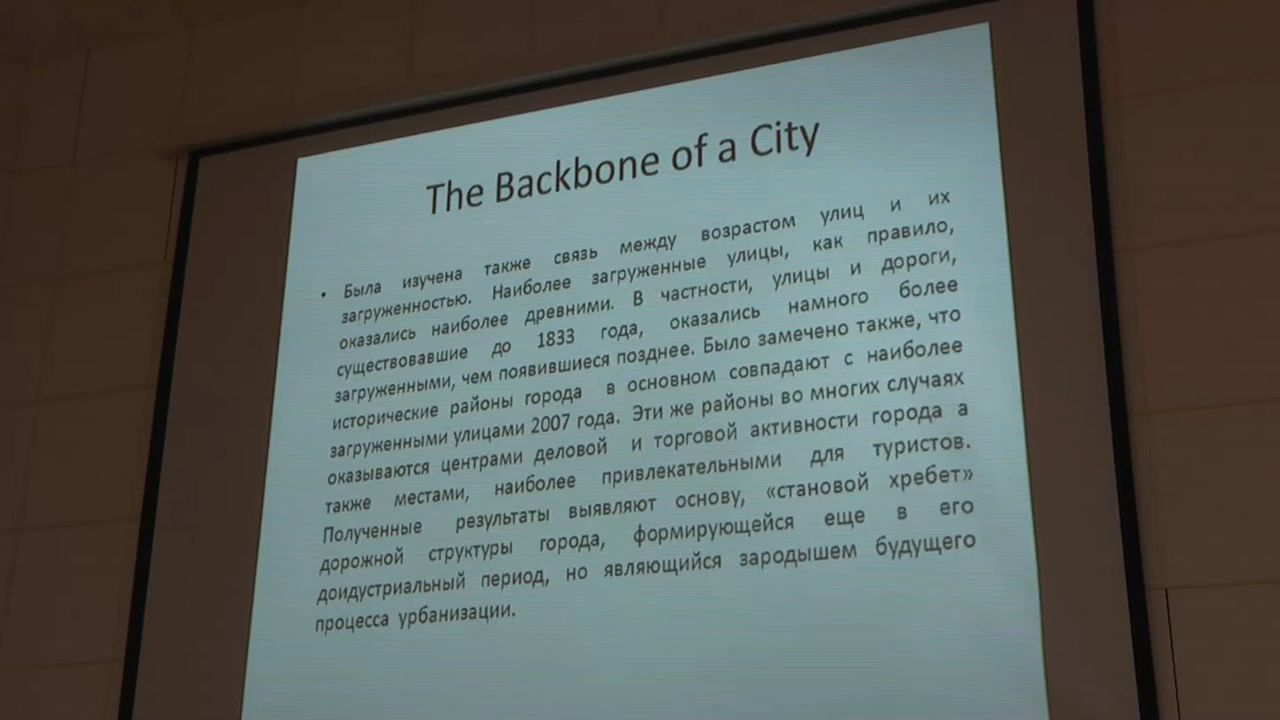 The Backbone of a City
• Была изучена также связь между возрастом улиц и их
загруженностью. Наиболее загруженные улицы, как правило,
оказались наиболее древними. В частности, улицы и дороги,
существовавшие до 1833 года, оказались намного более
загруженными, чем появившиеся позднее. Было замечено также, что
исторические районы города в основном совпадают с наиболее
загруженными улицами 2007 года. Эти же районы во многих случаях
оказываются центрами деловой и торговой активности города а
также местами, наиболее привлекательными для туристов.
Полученные результаты выявляют основу, «становой хребет»
дорожной структуры города, формирующейся еще в его
доидустриальный период, но являющийся зародышем будущего
процесса урбанизации.